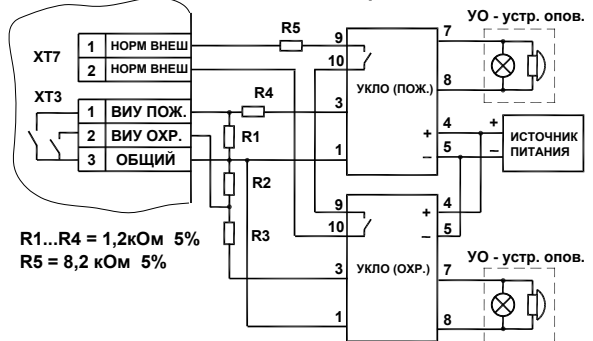 УО - устр. опов.
XT7
1 НОРМ ВНЕШ
2 НОРМ ВНЕШ
XT3
1 ВИУ ПОЖ.
2 ВИУ ОХР.
3 ОБЩИЙ
R5
R4
R1
R2
R3
9
10
3
1
УКЛО (ПОЖ.)
7
8
4
+
5
–
+
–
ИСТОЧНИК
ПИТАНИЯ
R1...R4 = 1,2кОм 5%
R5 = 8,2 кОм 5%
9
10
3
1
УКЛО (ОХР.)
+
4
–
5
7
8
УО - устр. опов.